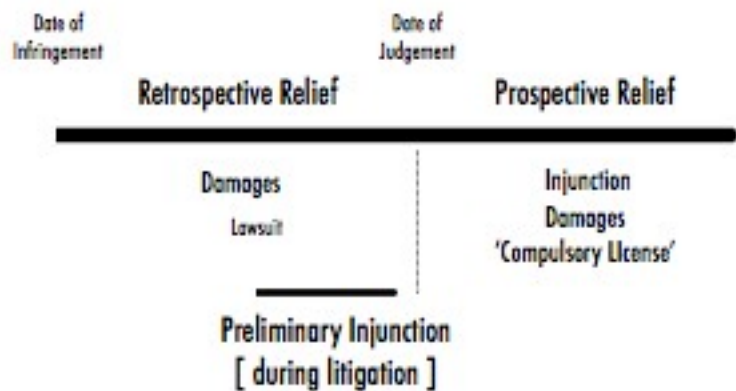 Date of
Infringement
Date of
Judgement
Retrospective Relief
Prospective Relief
Damages
Lawsuit
Injunction
Damages
'Compulsory License'
Preliminary Injunction
[ during litigation ]